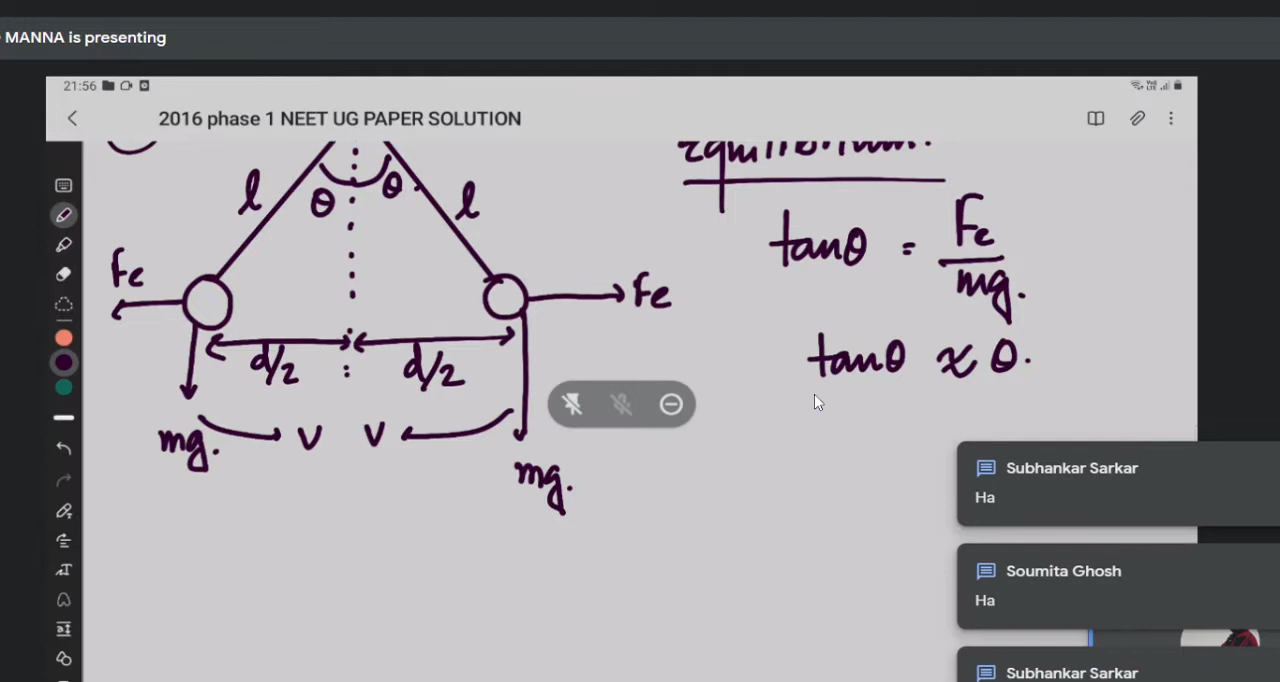 MANNA is presenting
21:56
2016 phase 1 NEET UG PAPER SOLUTION
Equilibrium.
θ θ
l l
Fe Fe
d/2 d/2
mg. v v
mg.
tanθ = Fe/mg.
tanθ ≈ θ.
Subhankar Sarkar
Ha
Soumita Ghosh
Ha
Subhankar Sarkar